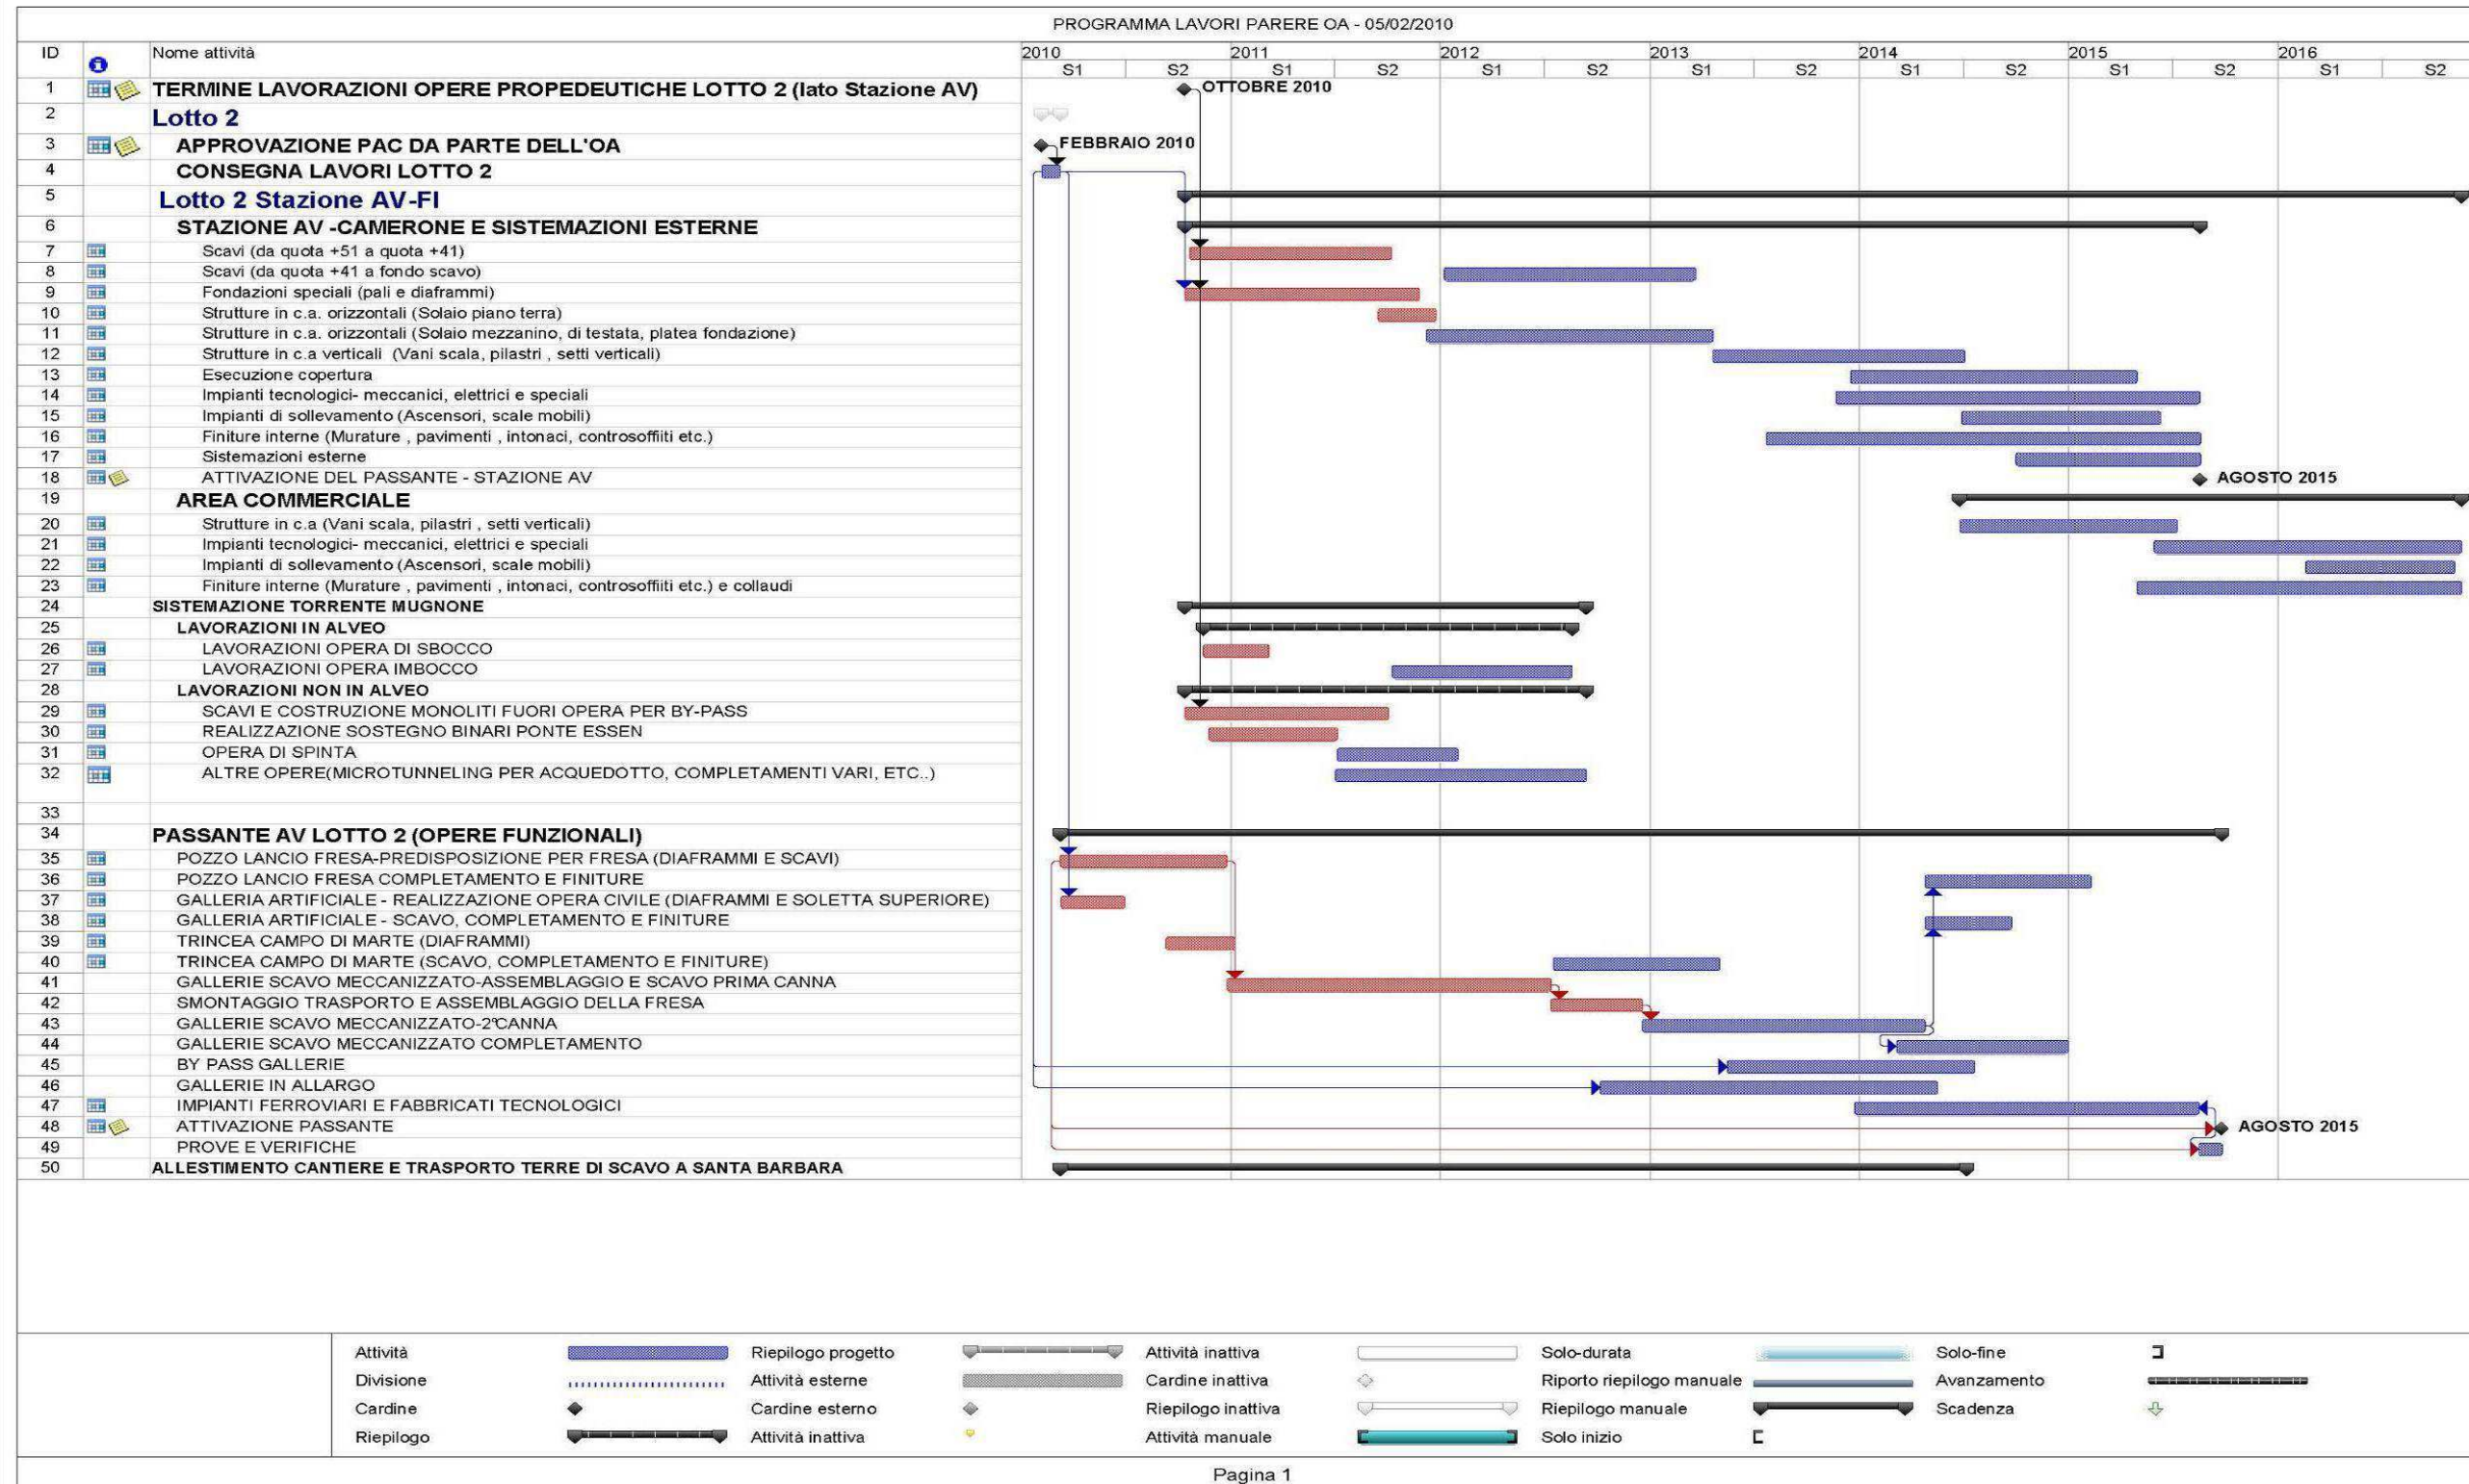 PROGRAMMA LAVORI PARERE OA - 05/02/2010
ID Nome attività 2010 2011 2012 2013 2014 2015 2016
S1 S2 S1 S2 S1 S2 S1 S2 S1 S2 S1 S2 S1 S2
1 TERMINE LAVORAZIONI OPERE PROPEDEUTICHE LOTTO 2 (lato Stazione AV) OTTOBRE 2010
2 Lotto 2
3 APPROVAZIONE PAC DA PARTE DELL'OA FEBBRAIO 2010
4 CONSEGNA LAVORI LOTTO 2
5 Lotto 2 Stazione AV-FI
6 STAZIONE AV -CAMERONE E SISTEMAZIONI ESTERNE
7 Scavi (da quota +51 a quota +41)
8 Scavi (da quota +41 a fondo scavo)
9 Fondazioni speciali (pali e diaframmi)
10 Strutture in c.a. orizzontali (Solaio piano terra)
11 Strutture in c.a. orizzontali (Solaio mezzanino, di testata, platea fondazione)
12 Strutture in c.a verticali (Vani scala, pilastri , setti verticali)
13 Esecuzione copertura
14 Impianti tecnologici- meccanici, elettrici e speciali
15 Impianti di sollevamento (Ascensori, scale mobili)
16 Finiture interne (Murature , pavimenti , intonaci, controsoffiiti etc.)
17 Sistemazioni esterne
18 ATTIVAZIONE DEL PASSANTE - STAZIONE AV AGOSTO 2015
19 AREA COMMERCIALE
20 Strutture in c.a (Vani scala, pilastri , setti verticali)
21 Impianti tecnologici- meccanici, elettrici e speciali
22 Impianti di sollevamento (Ascensori, scale mobili)
23 Finiture interne (Murature , pavimenti , intonaci, controsoffiiti etc.) e collaudi
24 SISTEMAZIONE TORRENTE MUGNONE
25 LAVORAZIONI IN ALVEO
26 LAVORAZIONI OPERA DI SBOCCO
27 LAVORAZIONI OPERA IMBOCCO
28 LAVORAZIONI NON IN ALVEO
29 SCAVI E COSTRUZIONE MONOLITI FUORI OPERA PER BY-PASS
30 REALIZZAZIONE SOSTEGNO BINARI PONTE ESSEN
31 OPERA DI SPINTA
32 ALTRE OPERE(MICROTUNNELING PER ACQUEDOTTO, COMPLETAMENTI VARI, ETC..)
33
34 PASSANTE AV LOTTO 2 (OPERE FUNZIONALI)
35 POZZO LANCIO FRESA-PREDISPOSIZIONE PER FRESA (DIAFRAMMI E SCAVI)
36 POZZO LANCIO FRESA COMPLETAMENTO E FINITURE
37 GALLERIA ARTIFICIALE - REALIZZAZIONE OPERA CIVILE (DIAFRAMMI E SOLETTA SUPERIORE)
38 GALLERIA ARTIFICIALE - SCAVO, COMPLETAMENTO E FINITURE
39 TRINCEA CAMPO DI MARTE (DIAFRAMMI)
40 TRINCEA CAMPO DI MARTE (SCAVO, COMPLETAMENTO E FINITURE)
41 GALLERIE SCAVO MECCANIZZATO-ASSEMBLAGGIO E SCAVO PRIMA CANNA
42 SMONTAGGIO TRASPORTO E ASSEMBLAGGIO DELLA FRESA
43 GALLERIE SCAVO MECCANIZZATO-2°CANNA
44 GALLERIE SCAVO MECCANIZZATO COMPLETAMENTO
45 BY PASS GALLERIE
46 GALLERIE IN ALLARGO
47 IMPIANTI FERROVIARI E FABBRICATI TECNOLOGICI
48 ATTIVAZIONE PASSANTE AGOSTO 2015
49 PROVE E VERIFICHE
50 ALLESTIMENTO CANTIERE E TRASPORTO TERRE DI SCAVO A SANTA BARBARA
Attività Riepilogo progetto Attività inattiva Solo-durata Solo-fine
Divisione Attività esterne Cardine inattiva Riporto riepilogo manuale Avanzamento
Cardine Cardine esterno Riepilogo inattiva Riepilogo manuale Scadenza
Riepilogo Attività inattiva Attività manuale Solo inizio
Pagina 1